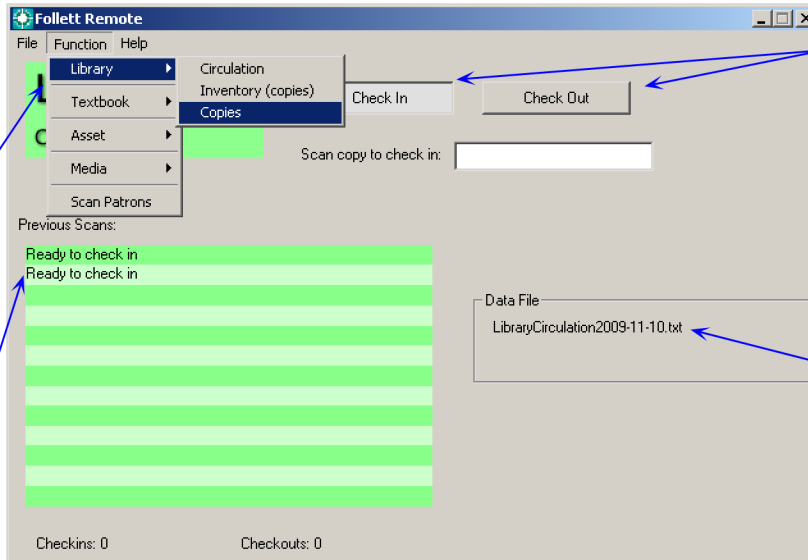 Follett Remote
File Function Help
Library
Textbook
Asset
Media
Scan Patrons
Circulation
Inventory (copies)
Copies
Check In
Check Out
Scan copy to check in:
Previous Scans:
Ready to check in
Ready to check in
Data File
LibraryCirculation2009-11-10.txt
Checkins: 0
Checkouts: 0